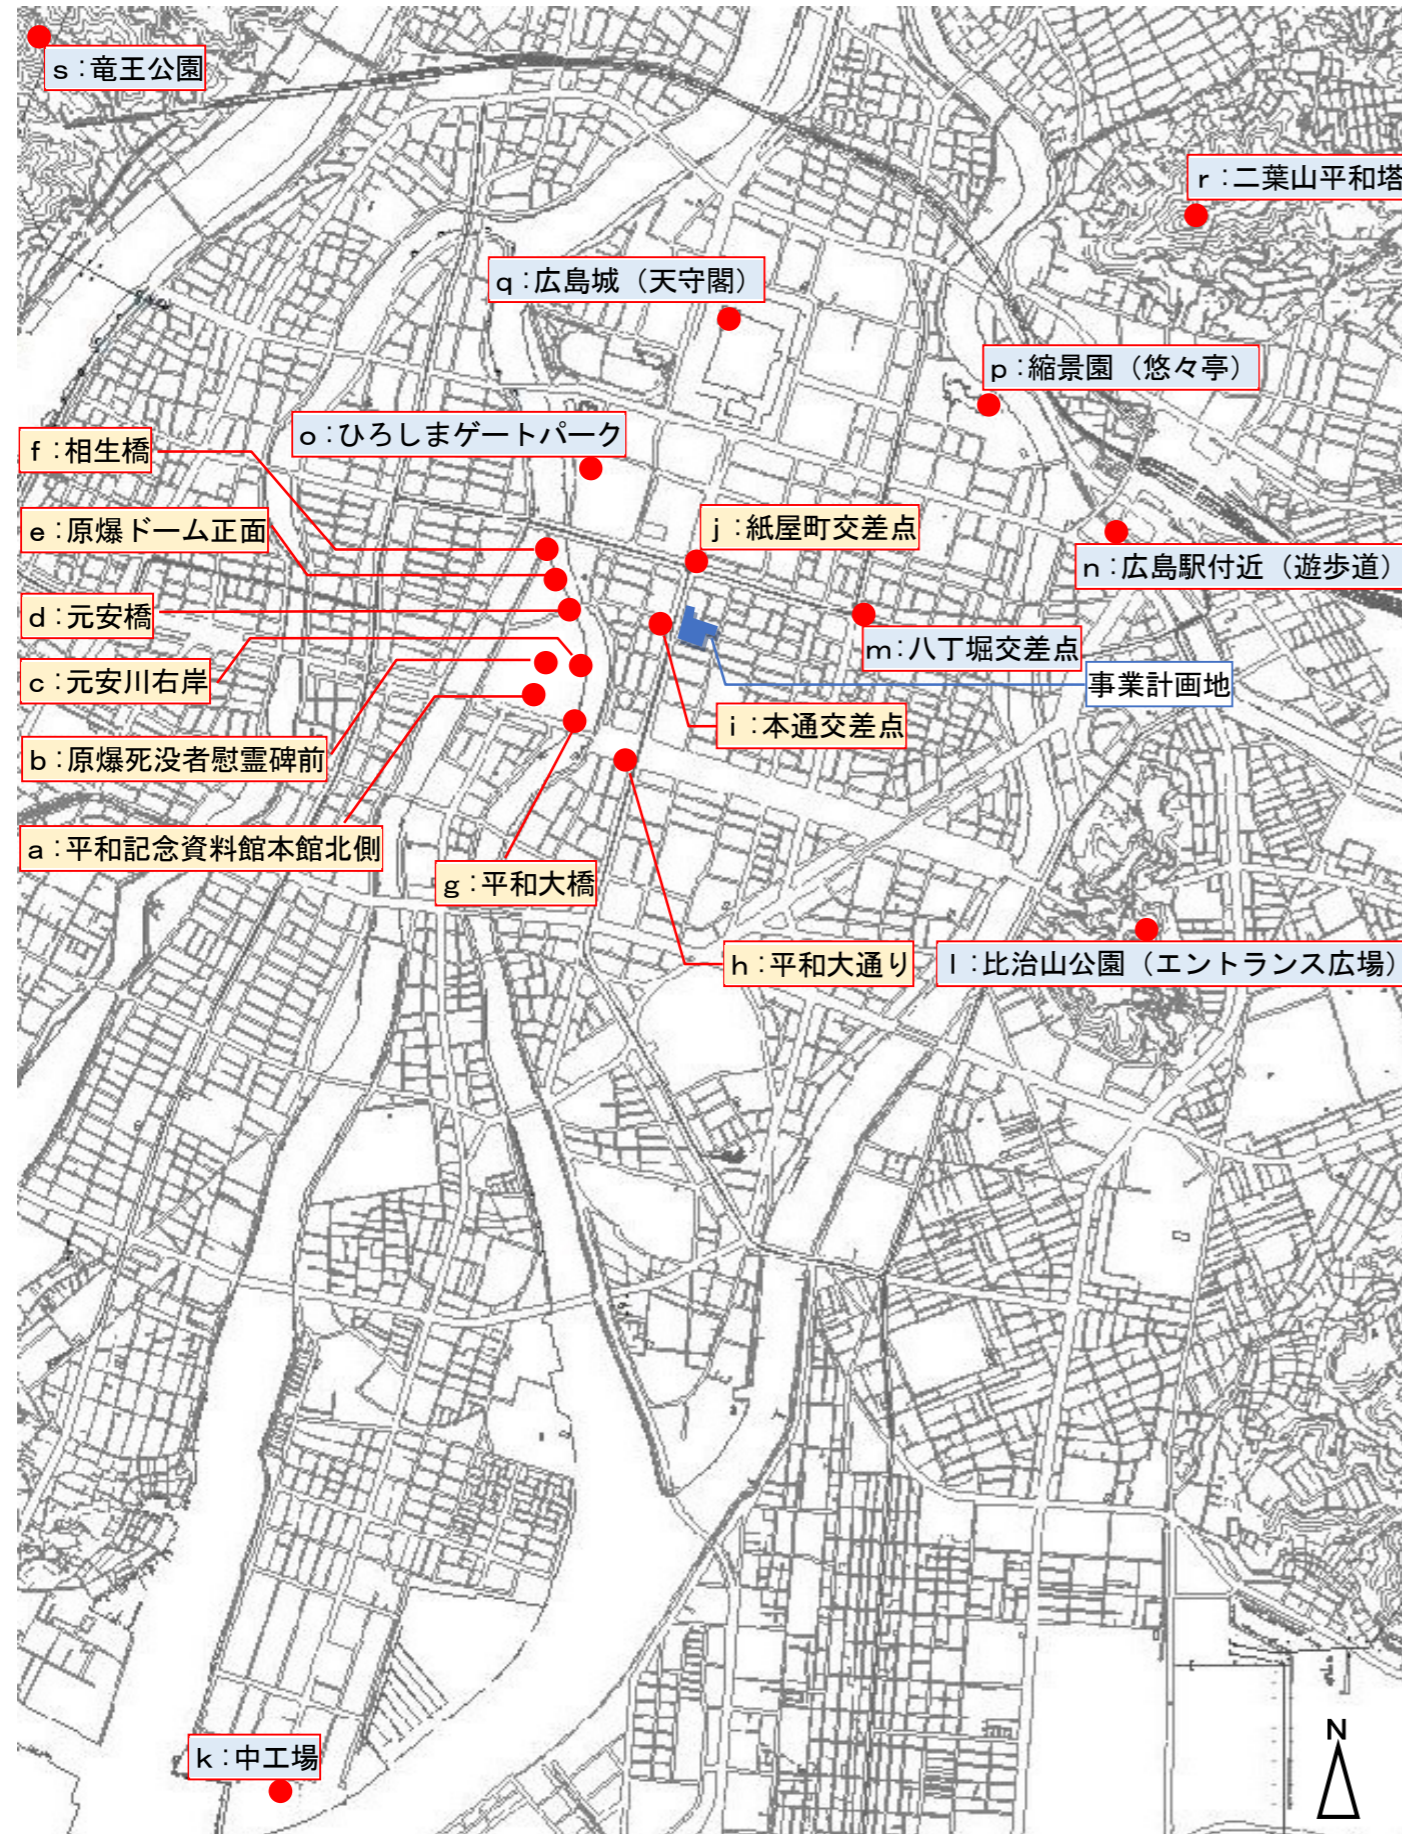 s：竜王公園
r：二葉山平和塔
q：広島城（天守閣）
p：縮景園（悠々亭）
o：ひろしまゲートパーク
f：相生橋
e：原爆ドーム正面
j：紙屋町交差点
n：広島駅付近（遊歩道）
d：元安橋
m：八丁堀交差点
c：元安川右岸
事業計画地
i：本通交差点
b：原爆死没者慰霊碑前
a：平和記念資料館本館北側
g：平和大橋
h：平和大通り
l：比治山公園（エントランス広場）
k：中工場
N